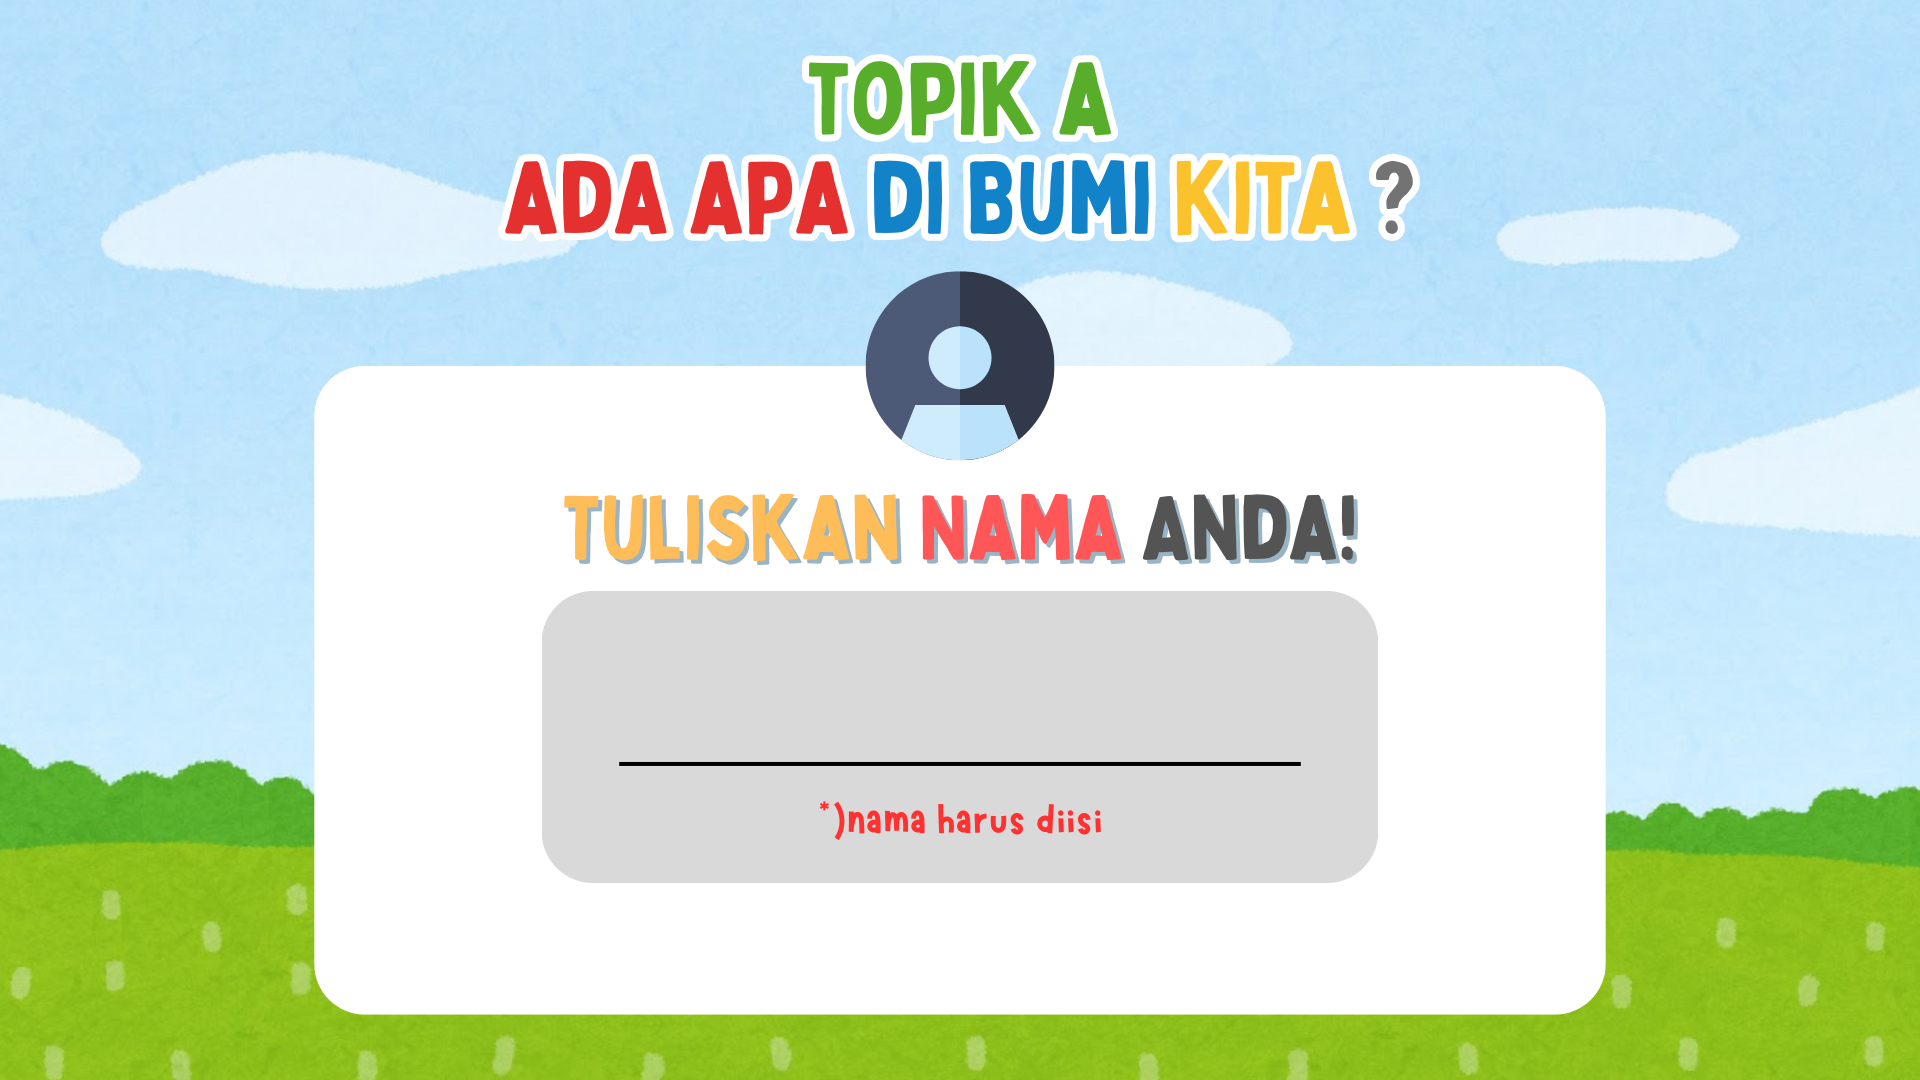 TOPIK A
ADA APA DI BUMI KITA ?
TULISKAN NAMA ANDA!
*)nama harus diisi